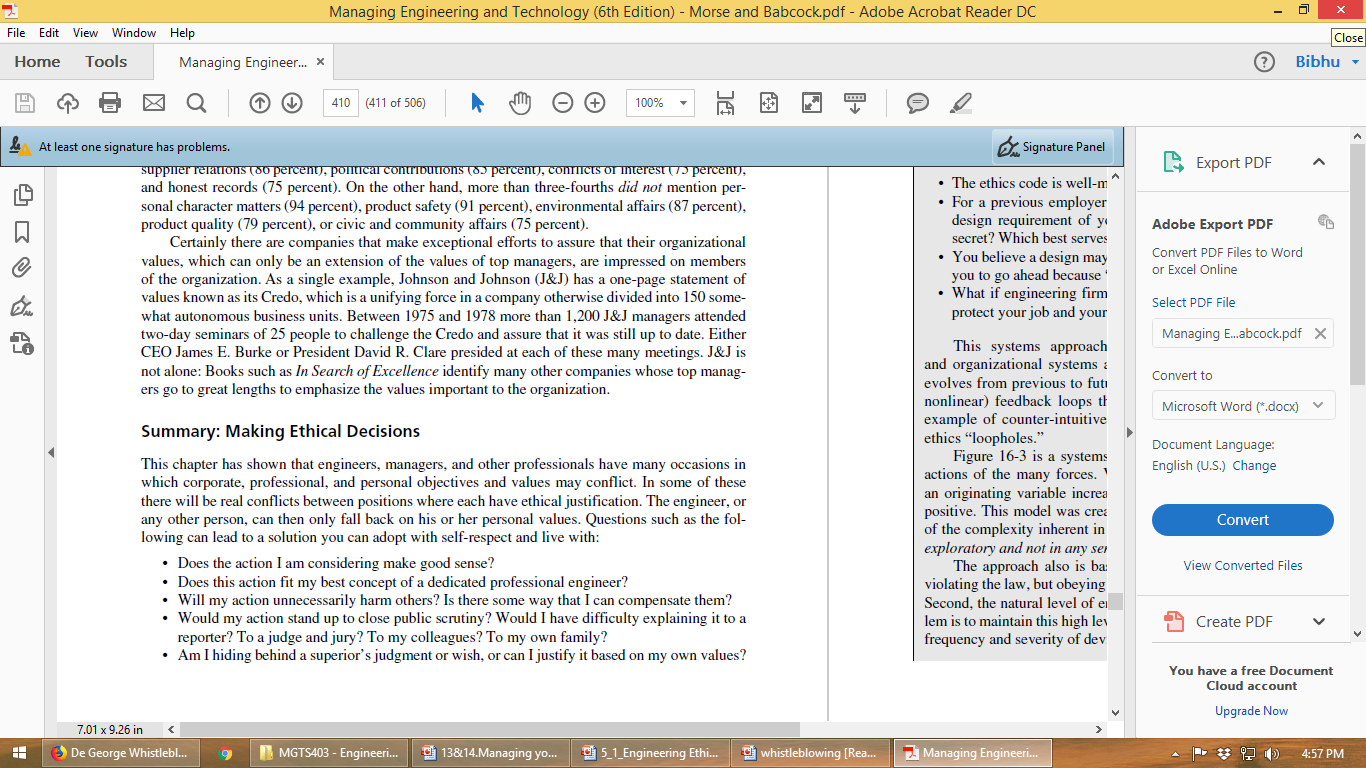 Managing Engineering and Technology (6th Edition) - Morse and Babcock.pdf - Adobe Acrobat Reader DC
File Edit View Window Help
Close
Home Tools Managing Engineer... ×
Bibhu
410 (411 of 506)
100%
At least one signature has problems.
Signature Panel
supplier relations (86 percent), political contributions (85 percent), conflicts of interest (75 percent),
and honest records (75 percent). On the other hand, more than three-fourths did not mention per-
sonal character matters (94 percent), product safety (91 percent), environmental affairs (87 percent),
product quality (79 percent), or civic and community affairs (75 percent).
Certainly there are companies that make exceptional efforts to assure that their organizational
values, which can only be an extension of the values of top managers, are impressed on members
of the organization. As a single example, Johnson and Johnson (J&J) has a one-page statement of
values known as its Credo, which is a unifying force in a company otherwise divided into 150 some-
what autonomous business units. Between 1975 and 1978 more than 1,200 J&J managers attended
two-day seminars of 25 people to challenge the Credo and assure that it was still up to date. Either
CEO James E. Burke or President David R. Clare presided at each of these many meetings. J&J is
not alone: Books such as In Search of Excellence identify many other companies whose top manag-
ers go to great lengths to emphasize the values important to the organization.
Summary: Making Ethical Decisions
This chapter has shown that engineers, managers, and other professionals have many occasions in
which corporate, professional, and personal objectives and values may conflict. In some of these
there will be real conflicts between positions where each have ethical justification. The engineer, or
any other person, can then only fall back on his or her personal values. Questions such as the fol-
lowing can lead to a solution you can adopt with self-respect and live with:
• Does the action I am considering make good sense?
• Does this action fit my best concept of a dedicated professional engineer?
• Will my action unnecessarily harm others? Is there some way that I can compensate them?
• Would my action stand up to close public scrutiny? Would I have difficulty explaining it to a
reporter? To a judge and jury? To my colleagues? To my own family?
• Am I hiding behind a superior's judgment or wish, or can I justify it based on my own values?
7.01 x 9.26 in
• The ethics code is well-m
• For a previous employer
design requirement of y
secret? Which best serves
• You believe a design may
you to go ahead because "
• What if engineering firm
protect your job and your
This systems approach
and organizational systems a
evolves from previous to futu
nonlinear) feedback loops th
example of counter-intuitive
ethics "loopholes."
Figure 16-3 is a systems
actions of the many forces. V
an originating variable increa
positive. This model was crea
of the complexity inherent in
exploratory and not in any ser
The approach also is bas
violating the law, but obeying
Second, the natural level of e
lem is to maintain this high lev
frequency and severity of dev
Export PDF
Adobe Export PDF
Convert PDF Files to Word
or Excel Online
Select PDF File
Managing E...abcock.pdf ×
Convert to
Microsoft Word (*.docx)
Document Language:
English (U.S.) Change
Convert
View Converted Files
Create PDF
You have a free Document
Cloud account
Upgrade Now
De George Whistlebl...
MGTS403 - Engineeri...
13&14.Managing yo...
5_1_Engineering Ethi...
whistleblowing [Rea...
Managing Engineeri...
4:57 PM